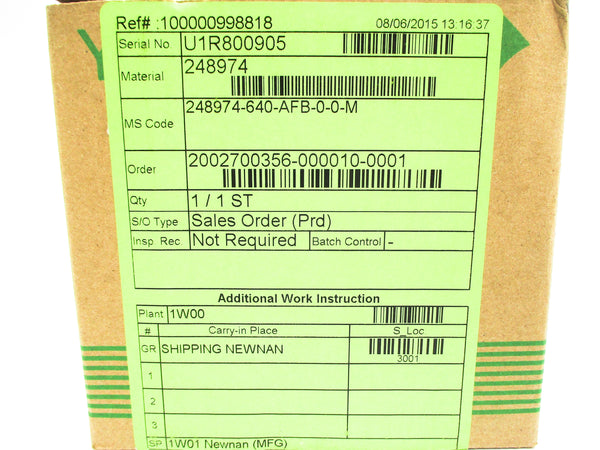 Ref# :100000998818 08/06/2015 13:16:37
Serial No U1R800905
Material 248974
MS Code 248974-640-AFB-0-0-M
Order 2002700356-000010-0001
Qty 1 / 1 ST
S/O Type Sales Order (Prd)
Insp. Rec. Not Required Batch Control -
Additional Work Instruction
Plant 1W00
# Carry-in Place S_Loc
GR SHIPPING NEWNAN 3001
1
2
3
SP 1W01 Newnan (MFG)